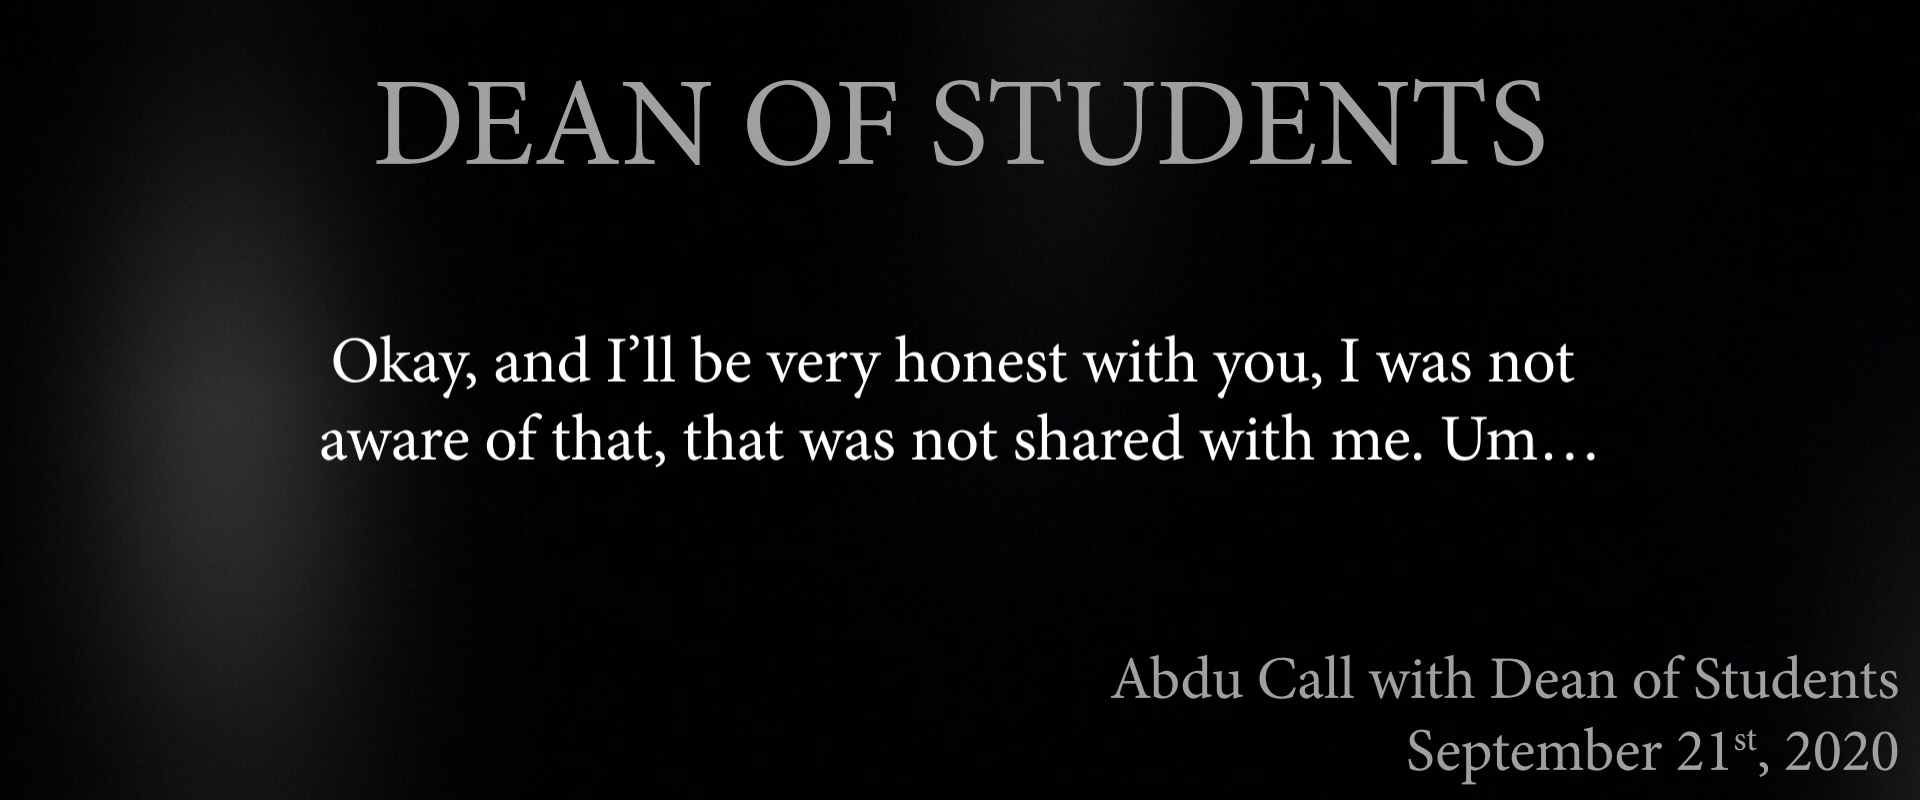 DEAN OF STUDENTS
Okay, and I’ll be very honest with you, I was not
aware of that, that was not shared with me. Um…
Abdu Call with Dean of Students
September 21st, 2020